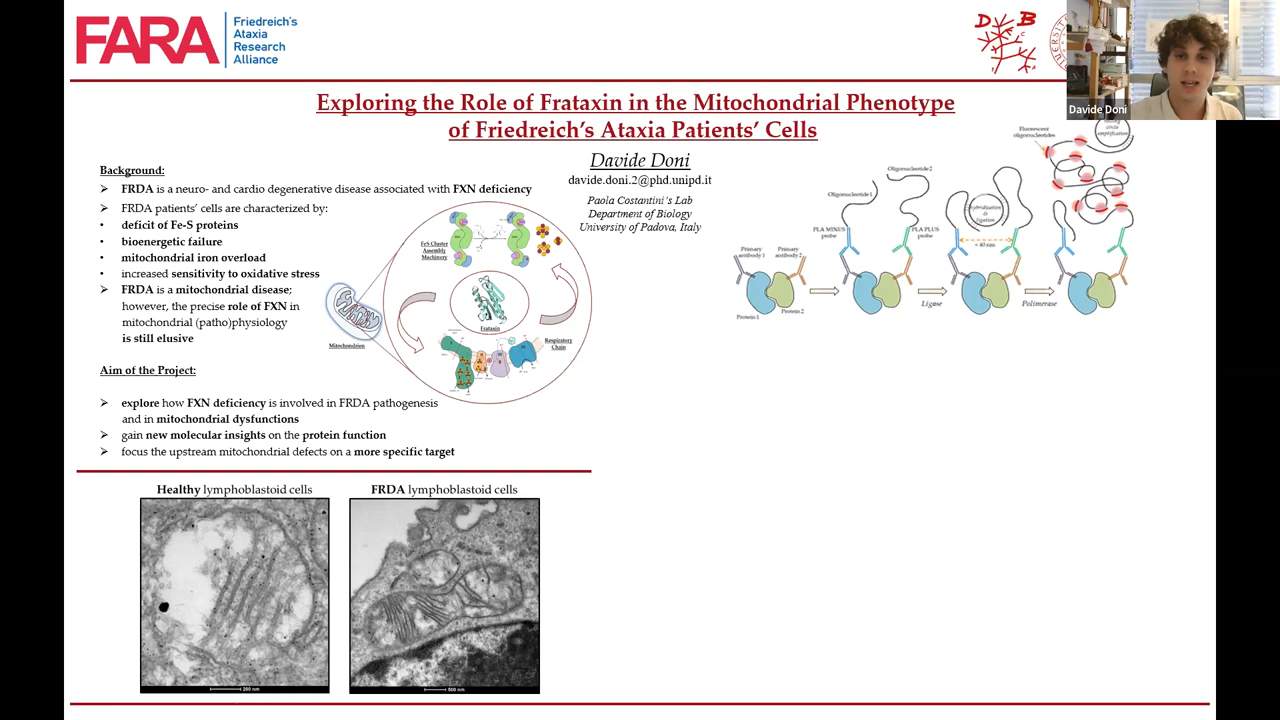 FARA
Friedreich's
Ataxia
Research
Alliance
D B
Davide Doni
Exploring the Role of Frataxin in the Mitochondrial Phenotype
of Friedreich's Ataxia Patients' Cells
Davide Doni
davide.doni.2@phd.unipd.it
Paola Costantini's Lab
Department of Biology
University of Padova, Italy
Background:
FRDA is a neuro- and cardio degenerative disease associated with FXN deficiency
FRDA patients' cells are characterized by:
deficit of Fe-S proteins
bioenergetic failure
mitochondrial iron overload
increased sensitivity to oxidative stress
FRDA is a mitochondrial disease;
however, the precise role of FXN in
mitochondrial (patho)physiology
is still elusive
FeS Cluster
Assembly
Machinery
Frataxin
Respiratory
Chain
Mitochondrion
Aim of the Project:
explore how FXN deficiency is involved in FRDA pathogenesis
and in mitochondrial dysfunctions
gain new molecular insights on the protein function
focus the upstream mitochondrial defects on a more specific target
Healthy lymphoblastoid cells
FRDA lymphoblastoid cells
200 nm
500 nm
Primary
antibody 1
Primary
antibody 2
Protein 1
Protein 2
Oligonucleotide 1
Oligonucleotide 2
PLA MINUS
probe
PLA PLUS
probe
Ligase
Hybridization
&
ligation
< 40 nm
Polimerase
Fluorescent
oligonucleotides
circle
amplification